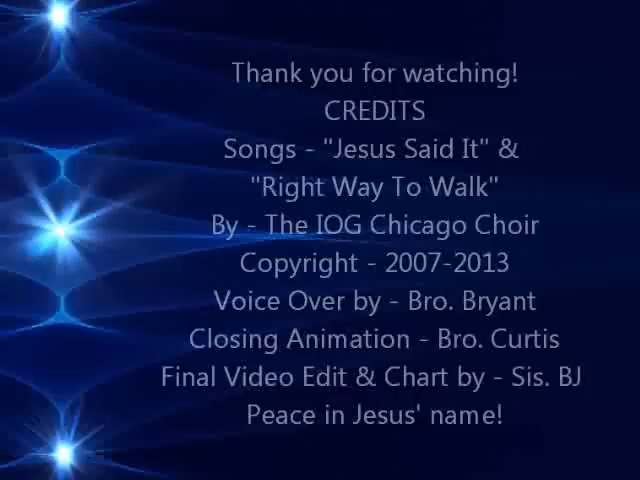 Thank you for watching!
CREDITS
Songs - "Jesus Said It" &
"Right Way To Walk"
By - The IOG Chicago Choir
Copyright - 2007-2013
Voice Over by - Bro. Bryant
Closing Animation - Bro. Curtis
Final Video Edit & Chart by - Sis. BJ
Peace in Jesus' name!